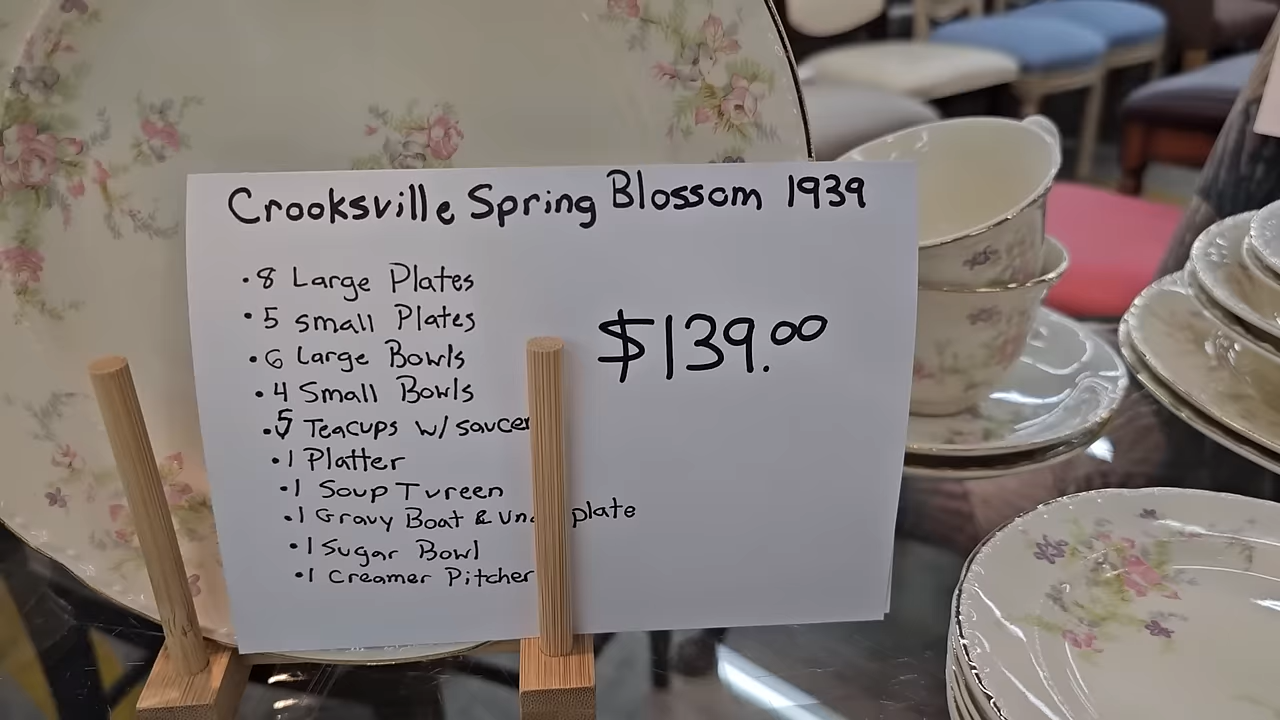 Crooksville Spring Blossom 1939
• 8 Large Plates
• 5 small Plates
• 6 Large Bowls
• 4 Small Bowls
• 5 Teacups w/ saucer
• 1 Platter
• 1 Soup Tureen
• 1 Gravy Boat & plate
• 1 Sugar Bowl
• 1 Creamer Pitcher
$139.00